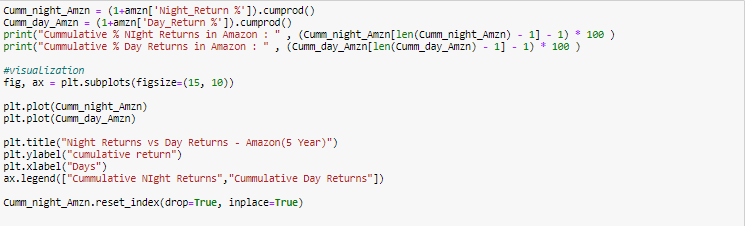 Cumm_night_Amzn = (1+amzn['Night_Return %']).cumprod()
Cumm_day_Amzn = (1+amzn['Day_Return %']).cumprod()
print("Cummulative % NIght Returns in Amazon : " , (Cumm_night_Amzn[len(Cumm_night_Amzn) - 1] - 1) * 100 )
print("Cummulative % Day Returns in Amazon : " , (Cumm_day_Amzn[len(Cumm_day_Amzn) - 1] - 1) * 100 )
#visualization
fig, ax = plt.subplots(figsize=(15, 10))
plt.plot(Cumm_night_Amzn)
plt.plot(Cumm_day_Amzn)
plt.title("Night Returns vs Day Returns - Amazon(5 Year)")
plt.ylabel("cumulative return")
plt.xlabel("Days")
ax.legend(["Cummulative NIght Returns","Cummulative Day Returns"])
Cumm_night_Amzn.reset_index(drop=True, inplace=True)